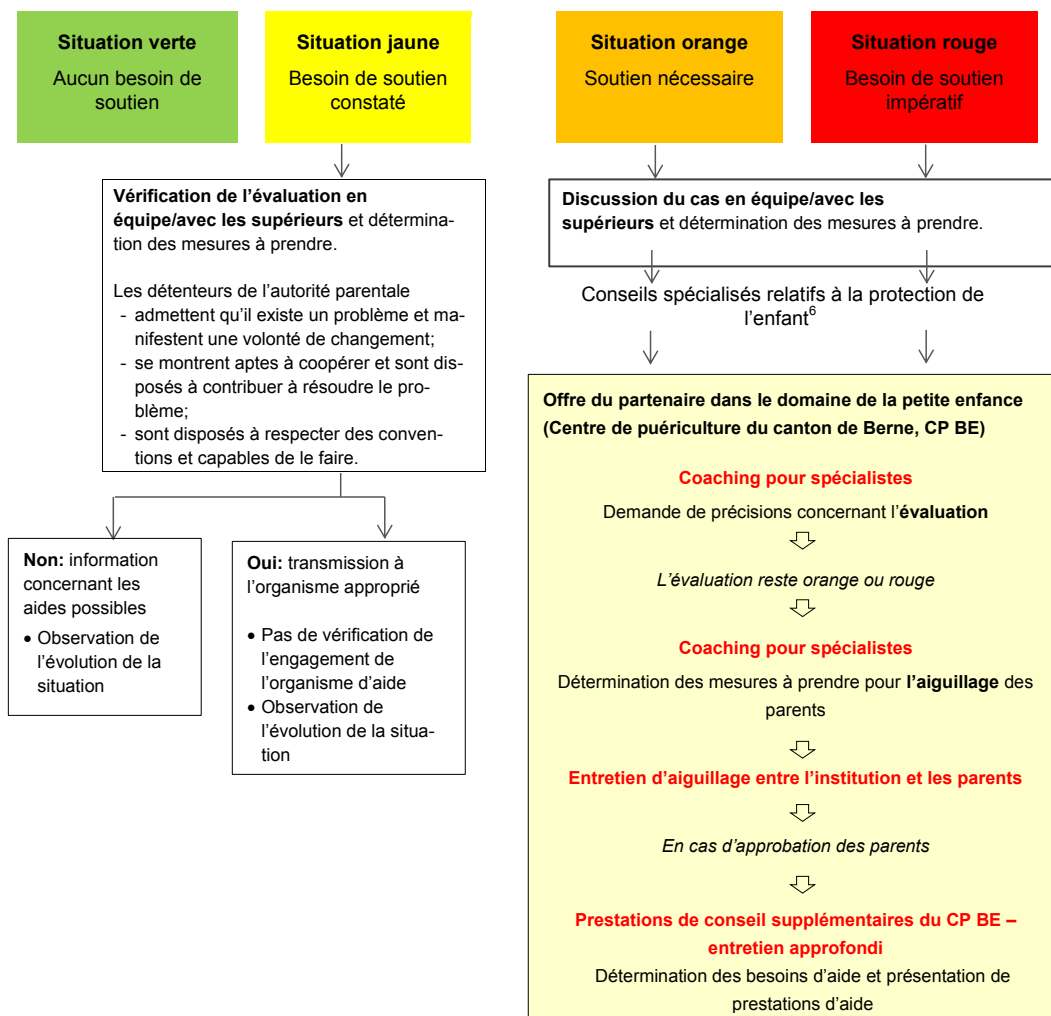 Situation verte
Aucun besoin de
soutien
Situation jaune
Besoin de soutien
constaté
Situation orange
Soutien nécessaire
Situation rouge
Besoin de soutien
impératif
Vérification de l'évaluation en
équipe/avec les supérieurs et détermina-
tion des mesures à prendre.
Les détenteurs de l'autorité parentale
- admettent qu'il existe un problème et ma-
nifestent une volonté de changement;
- se montrent aptes à coopérer et sont dis-
posés à contribuer à résoudre le pro-
blème;
- sont disposés à respecter des conven-
tions et capables de le faire.
Non: information
concernant les
aides possibles
• Observation de
l'évolution de la
situation
Oui: transmission à
l'organisme approprié
• Pas de vérification de
l'engagement de
l'organisme d'aide
• Observation de
l'évolution de la situa-
tion
Discussion du cas en équipe/avec les
supérieurs et détermination des mesures à prendre.
Conseils spécialisés relatifs à la protection de
l'enfant6
Offre du partenaire dans le domaine de la petite enfance
(Centre de puériculture du canton de Berne, CP BE)
Coaching pour spécialistes
Demande de précisions concernant l'évaluation
L'évaluation reste orange ou rouge
Coaching pour spécialistes
Détermination des mesures à prendre pour l'aiguillage des
parents
Entretien d'aiguillage entre l'institution et les parents
En cas d'approbation des parents
Prestations de conseil supplémentaires du CP BE –
entretien approfondi
Détermination des besoins d'aide et présentation de
prestations d'aide